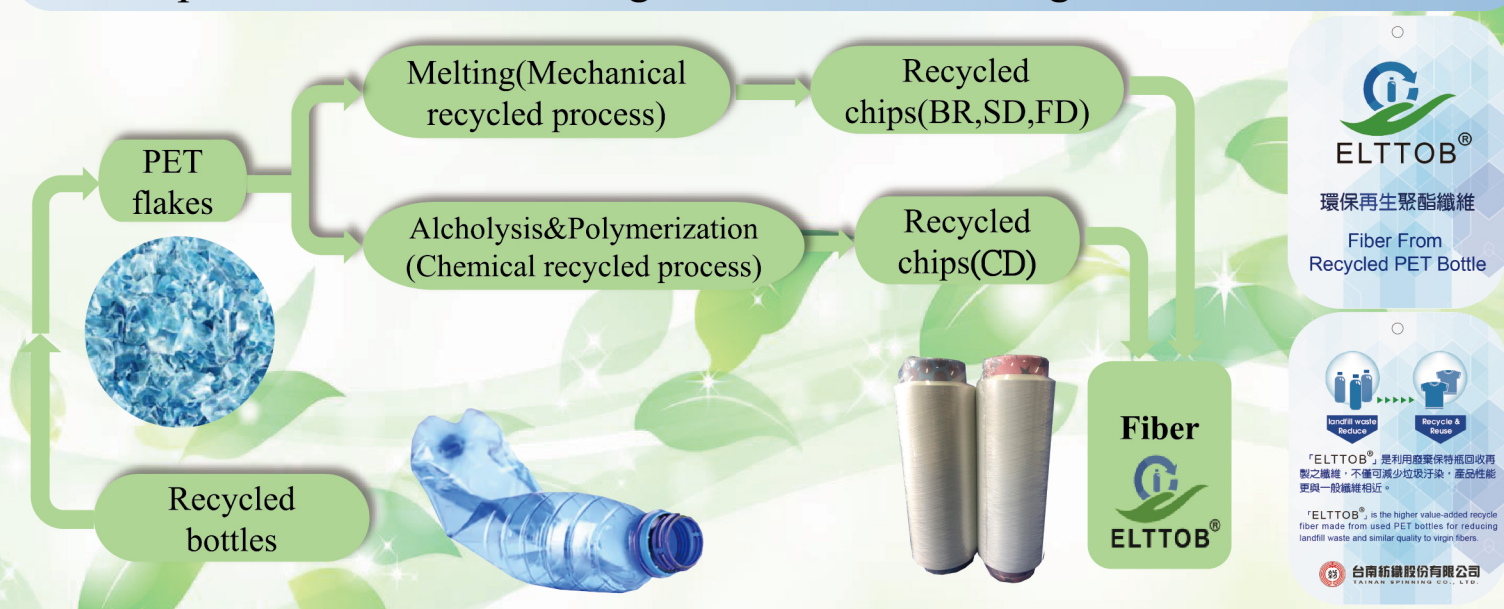 Melting(Mechanical
recycled process)
Recycled
chips(BR,SD,FD)
PET
flakes
Alcholysis&Polymerization
(Chemical recycled process)
Recycled
chips(CD)
Recycled
bottles
Fiber
ELTTOB®
ELTTOB®
環保再生聚酯纖維
Fiber From
Recycled PET Bottle
landfill waste
Reduce
Recycle &
Reuse
「ELTTOB®」是利用廢棄保特瓶回收再
製之纖維，不僅可減少垃圾汙染，產品性能
更與一般纖維相近。
「ELTTOB®」is the higher value-added recycle
fiber made from used PET bottles for reducing
landfill waste and similar quality to virgin fibers.
台南紡織股份有限公司
TAINAN SPINNING CO., LTD.